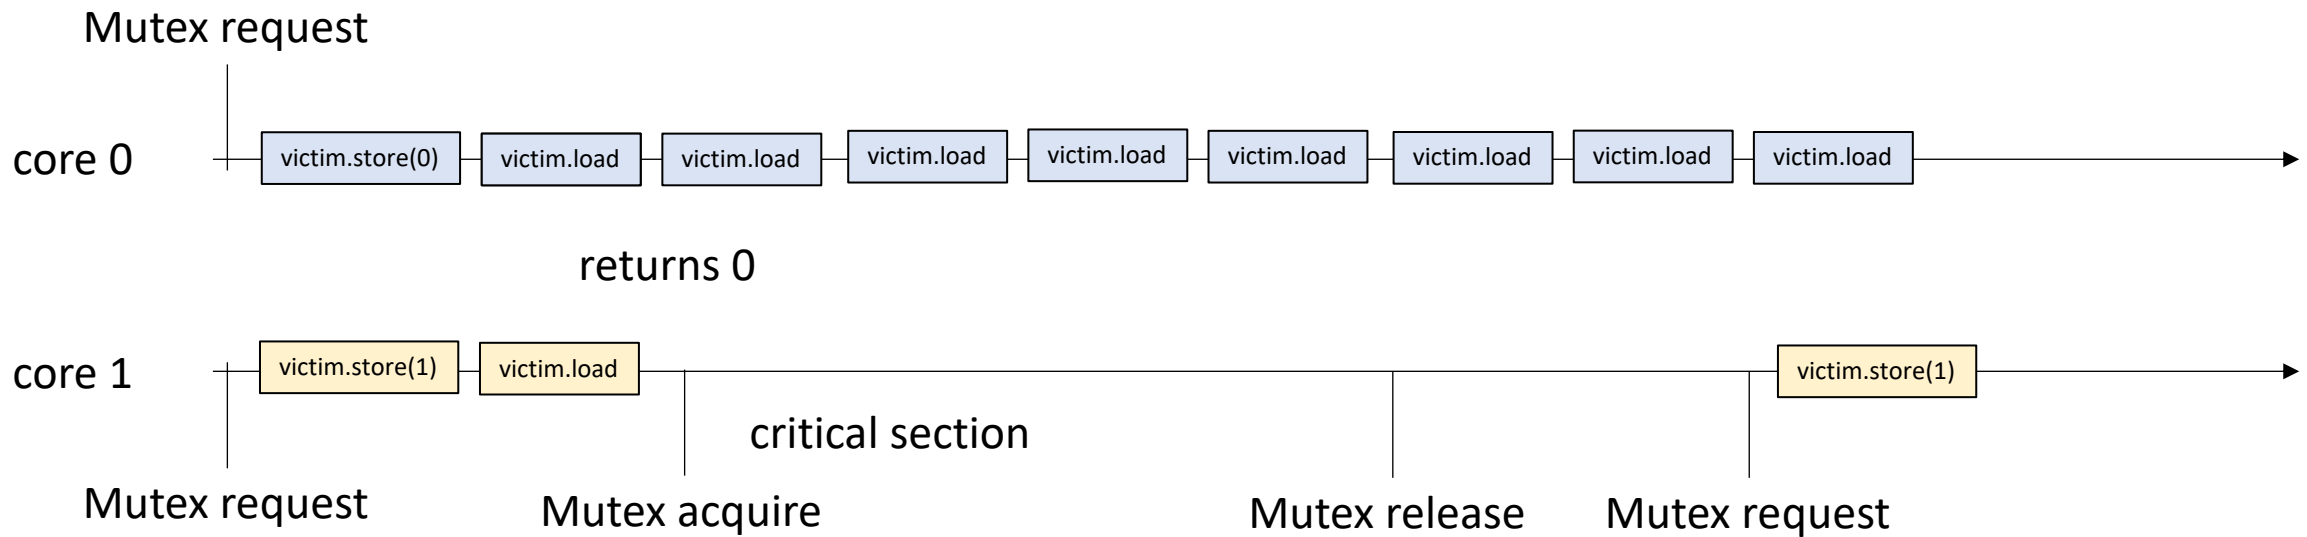 Mutex request
core 0
victim.store(0)
victim.load
victim.load
victim.load
victim.load
victim.load
victim.load
victim.load
victim.load
returns 0
core 1
victim.store(1)
victim.load
victim.store(1)
critical section
Mutex request
Mutex acquire
Mutex release
Mutex request